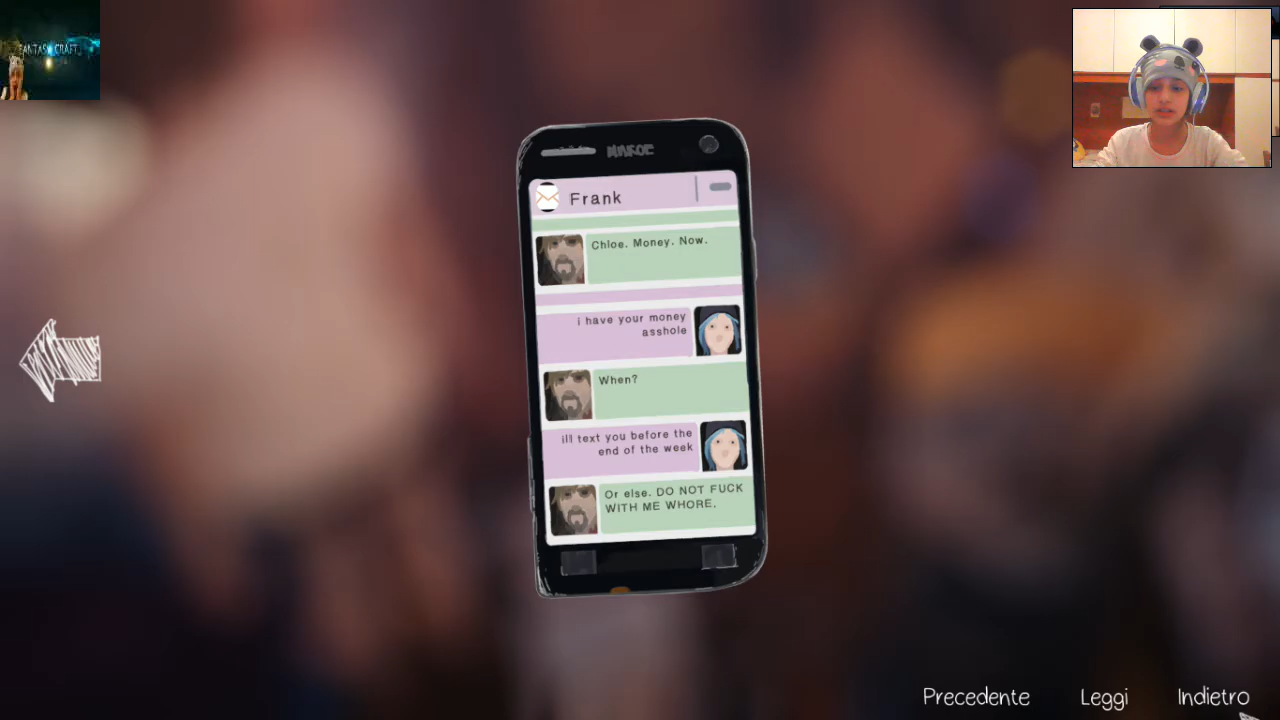 FANTASY CRAFT
Frank
Chloe. Money. Now.
i have your money
asshole
When?
ill text you before the
end of the week
Or else. DO NOT FUCK
WITH ME WHORE.
Precedente
Leggi
Indietro